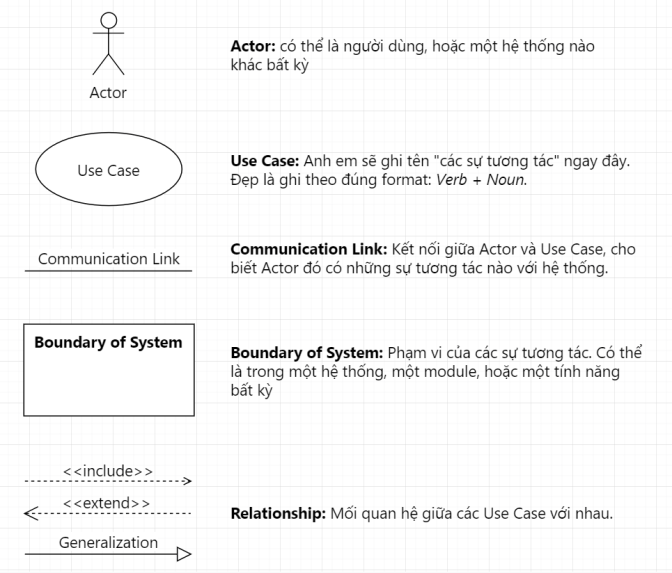 Actor
Actor: có thể là người dùng, hoặc một hệ thống nào
khác bất kỳ
Use Case
Use Case: Anh em sẽ ghi tên "các sự tương tác" ngay đây.
Đẹp là ghi theo đúng format: Verb + Noun.
Communication Link
Communication Link: Kết nối giữa Actor và Use Case, cho
biết Actor đó có những sự tương tác nào với hệ thống.
Boundary of System
Boundary of System: Phạm vi của các sự tương tác. Có thể
là trong một hệ thống, một module, hoặc một tính năng
bất kỳ
<<include>>
<<extend>>
Generalization
Relationship: Mối quan hệ giữa các Use Case với nhau.